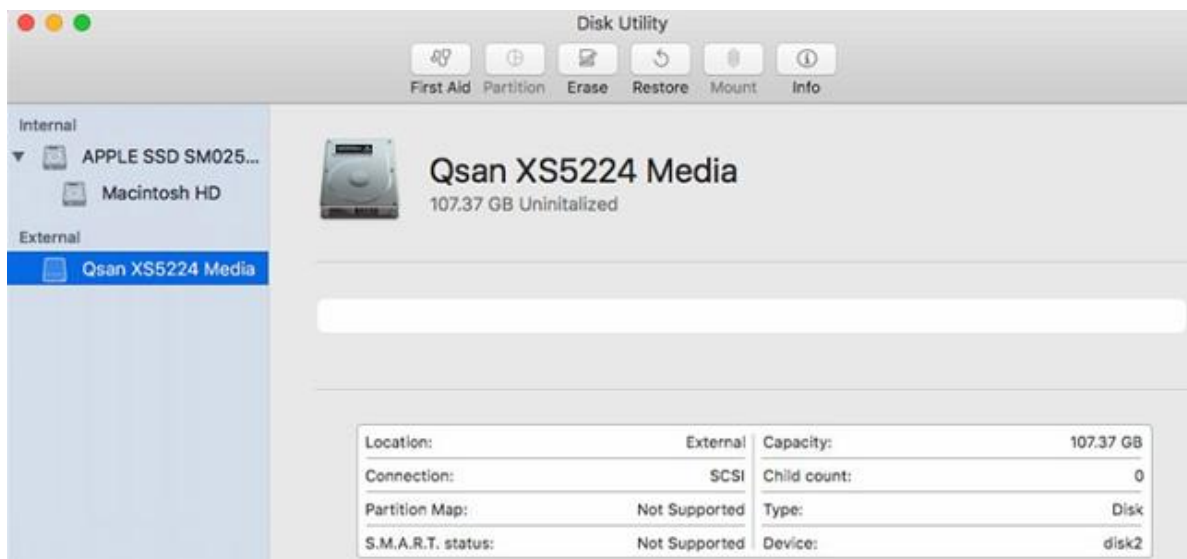 Disk Utility
First Aid Partition Erase Restore Mount Info
Internal
APPLE SSD SM025...
Macintosh HD
External
Qsan XS5224 Media
Qsan XS5224 Media
107.37 GB Uninitalized
Location: External Capacity: 107.37 GB
Connection: SCSI Child count: 0
Partition Map: Not Supported Type: Disk
S.M.A.R.T. status: Not Supported Device: disk2